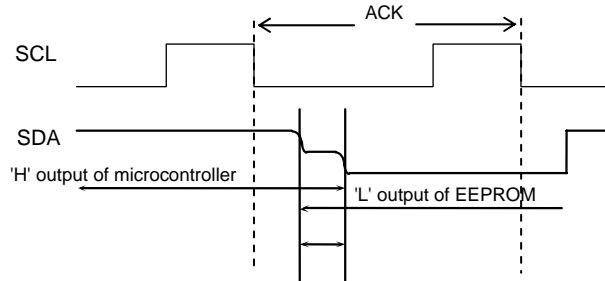 ACK
SCL
SDA
'H' output of microcontroller
'L' output of EEPROM